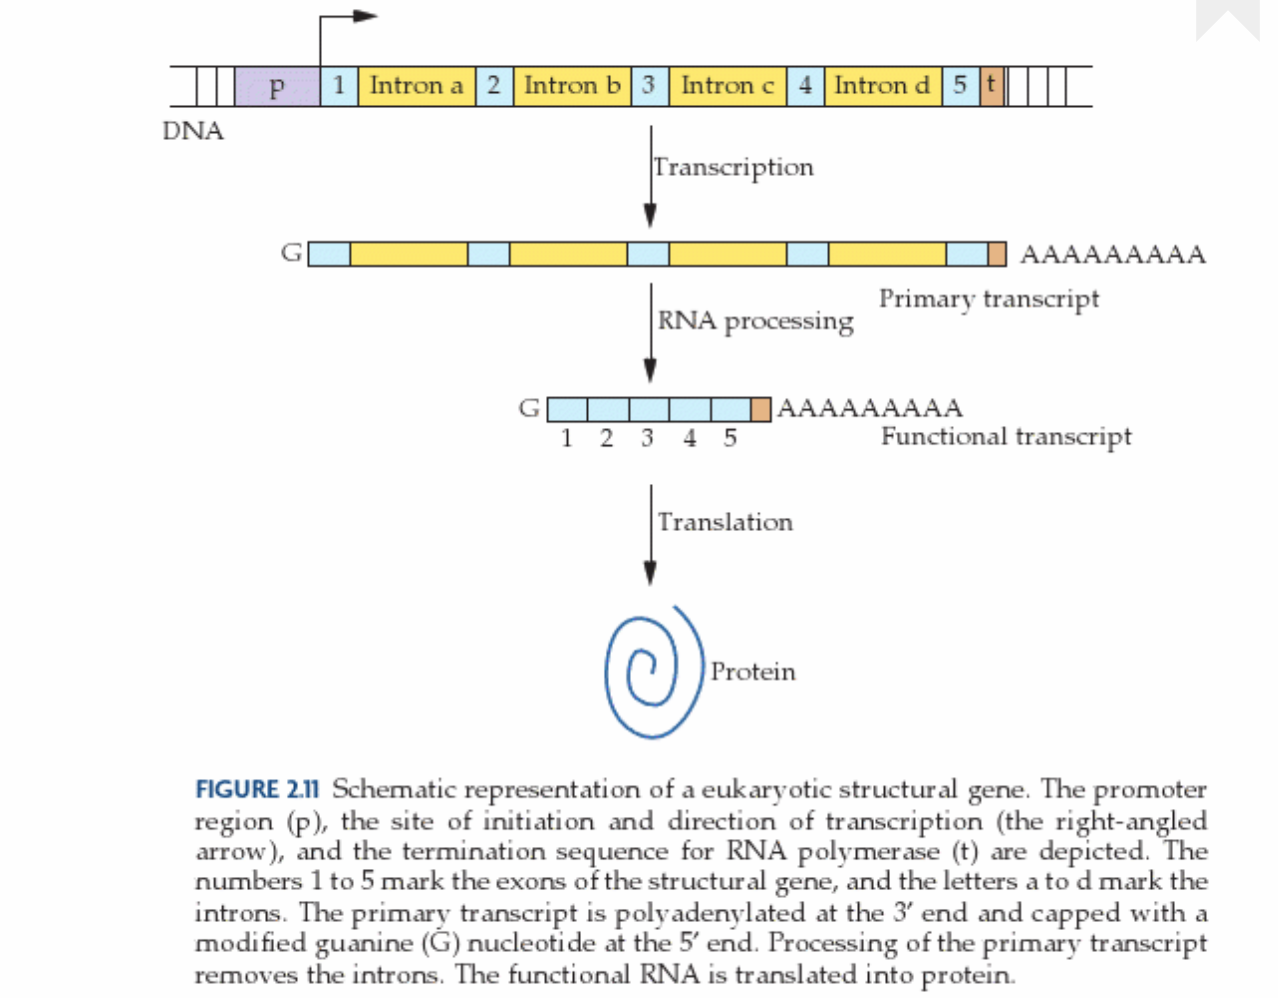 p 1 Intron a 2 Intron b 3 Intron c 4 Intron d 5 t
DNA
Transcription
G AAAAAAAAA
Primary transcript
RNA processing
G AAAAAAAAA
1 2 3 4 5 Functional transcript
Translation
Protein
FIGURE 2.11 Schematic representation of a eukaryotic structural gene. The promoter
region (p), the site of initiation and direction of transcription (the right-angled
arrow), and the termination sequence for RNA polymerase (t) are depicted. The
numbers 1 to 5 mark the exons of the structural gene, and the letters a to d mark the
introns. The primary transcript is polyadenylated at the 3′ end and capped with a
modified guanine (G) nucleotide at the 5′ end. Processing of the primary transcript
removes the introns. The functional RNA is translated into protein.